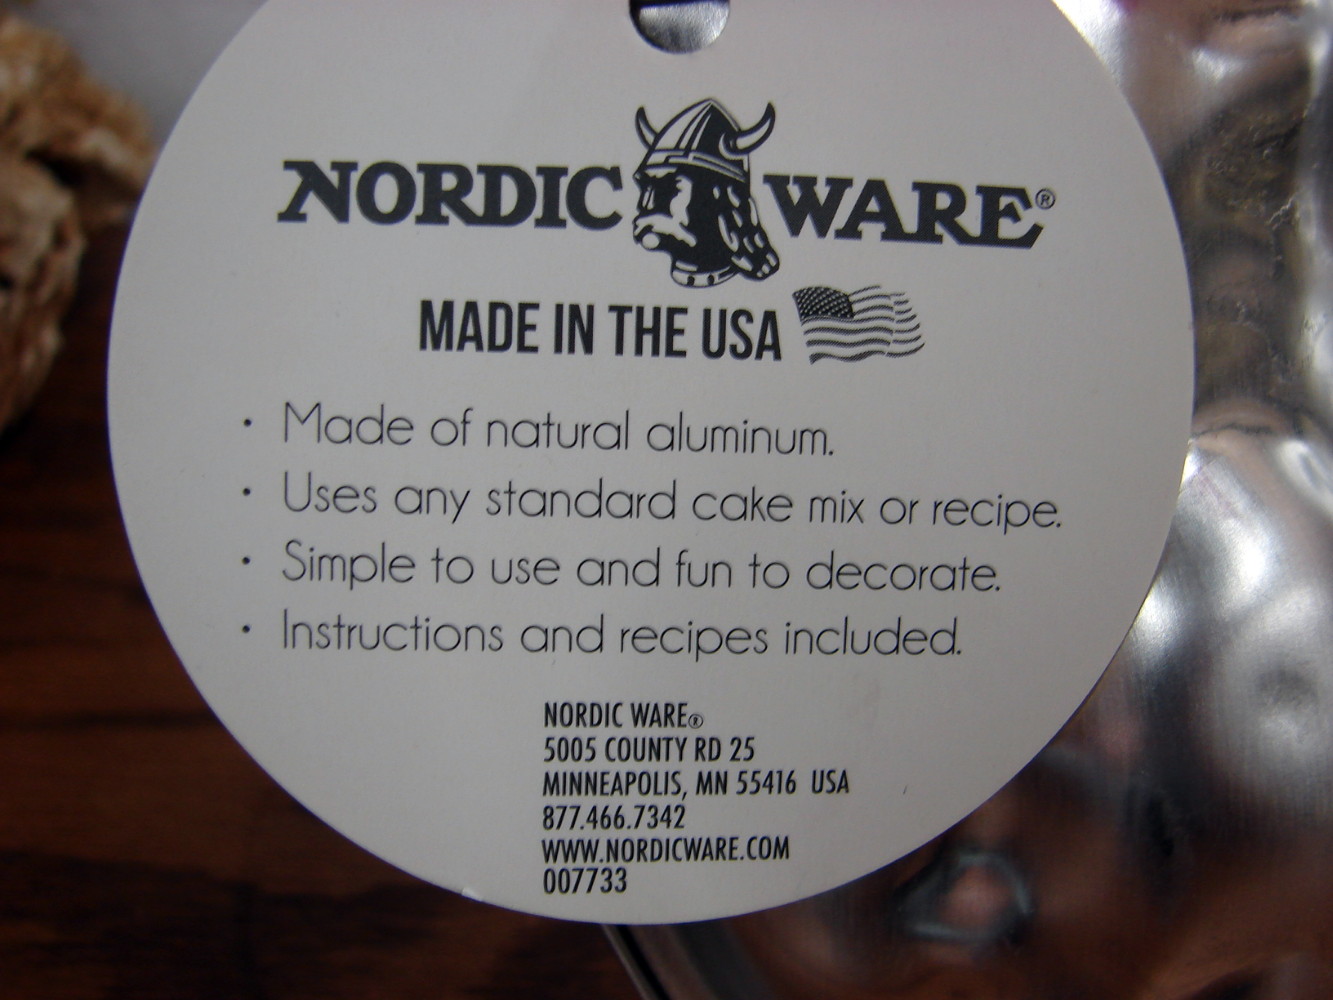 NORDIC WARE®
MADE IN THE USA
• Made of natural aluminum.
• Uses any standard cake mix or recipe.
• Simple to use and fun to decorate.
• Instructions and recipes included.
NORDIC WARE®
5005 COUNTY RD 25
MINNEAPOLIS, MN 55416 USA
877.466.7342
WWW.NORDICWARE.COM
007733